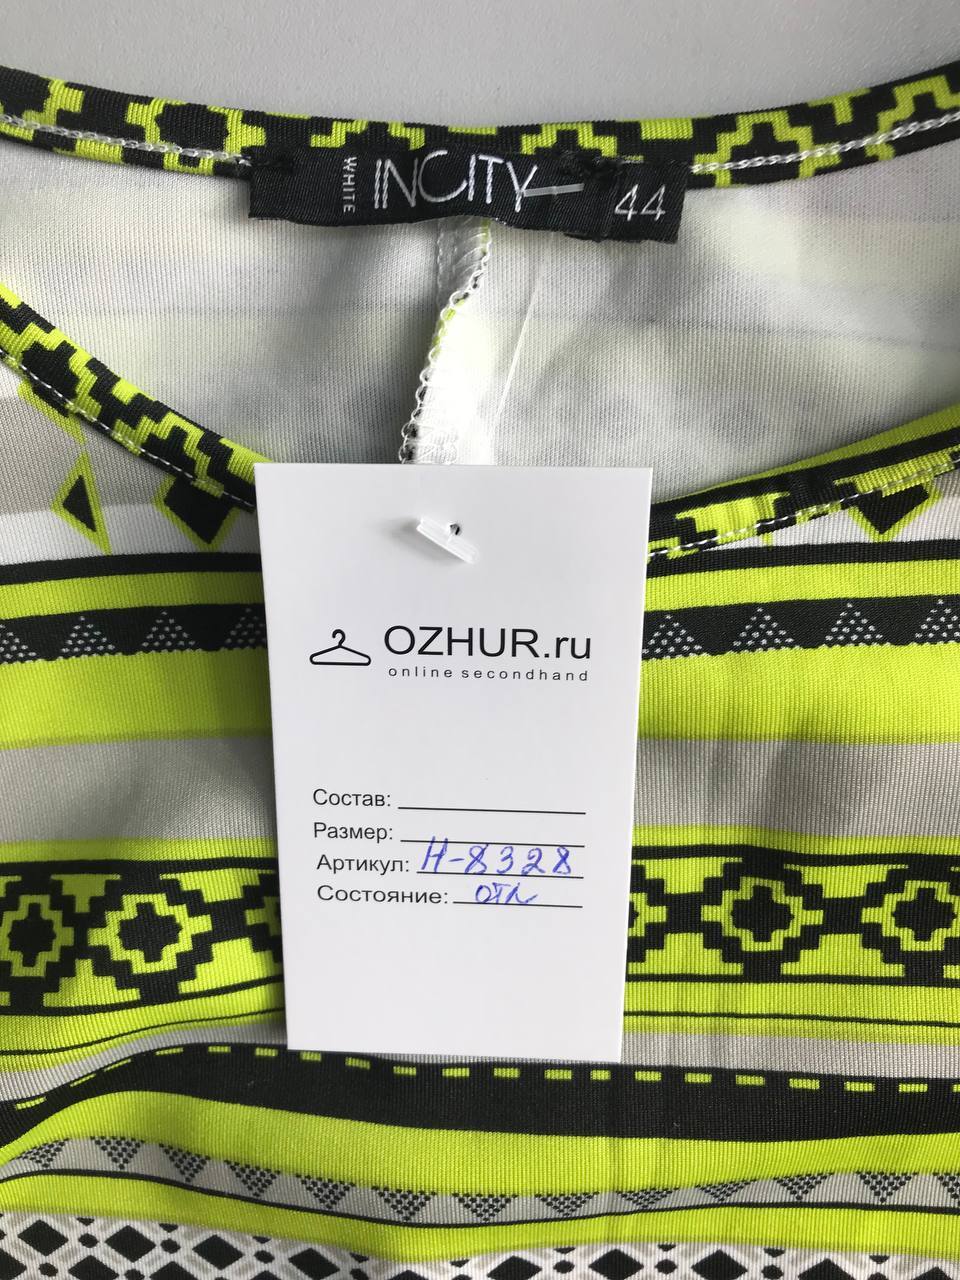 WHITE INCITY 44
OZHUR.ru
online secondhand
Состав:
Размер:
Артикул: Н-8328
Состояние: отл